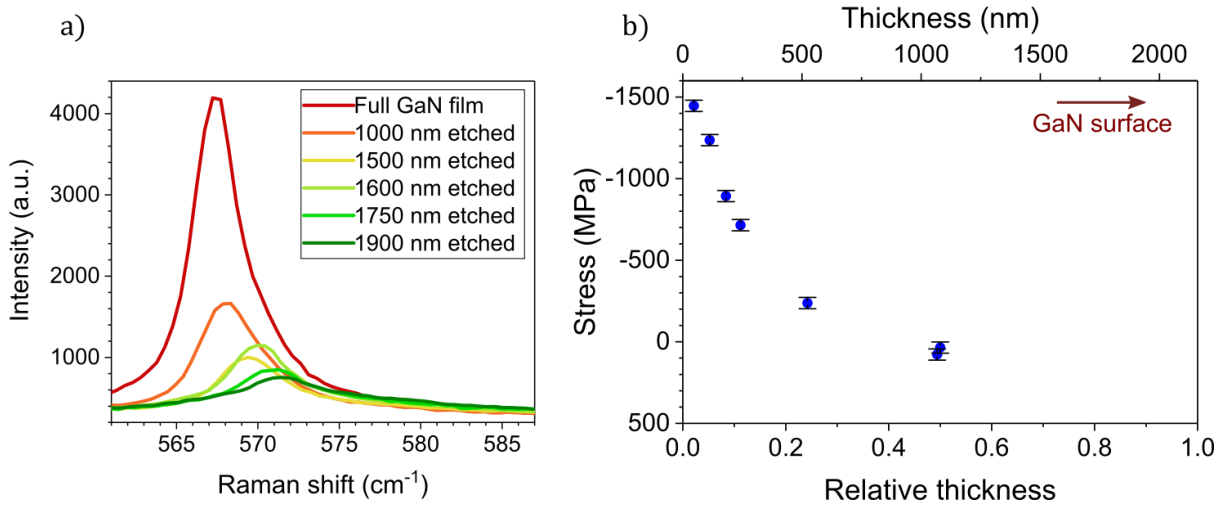 a)
Intensity (a.u.)
4000
3000
2000
1000
565
570
575
580
585
Raman shift (cm⁻¹)
Full GaN film
1000 nm etched
1500 nm etched
1600 nm etched
1750 nm etched
1900 nm etched
b)
Thickness (nm)
0
500
1000
1500
2000
Stress (MPa)
-1500
-1000
-500
0
500
GaN surface
0.0
0.2
0.4
0.6
0.8
1.0
Relative thickness